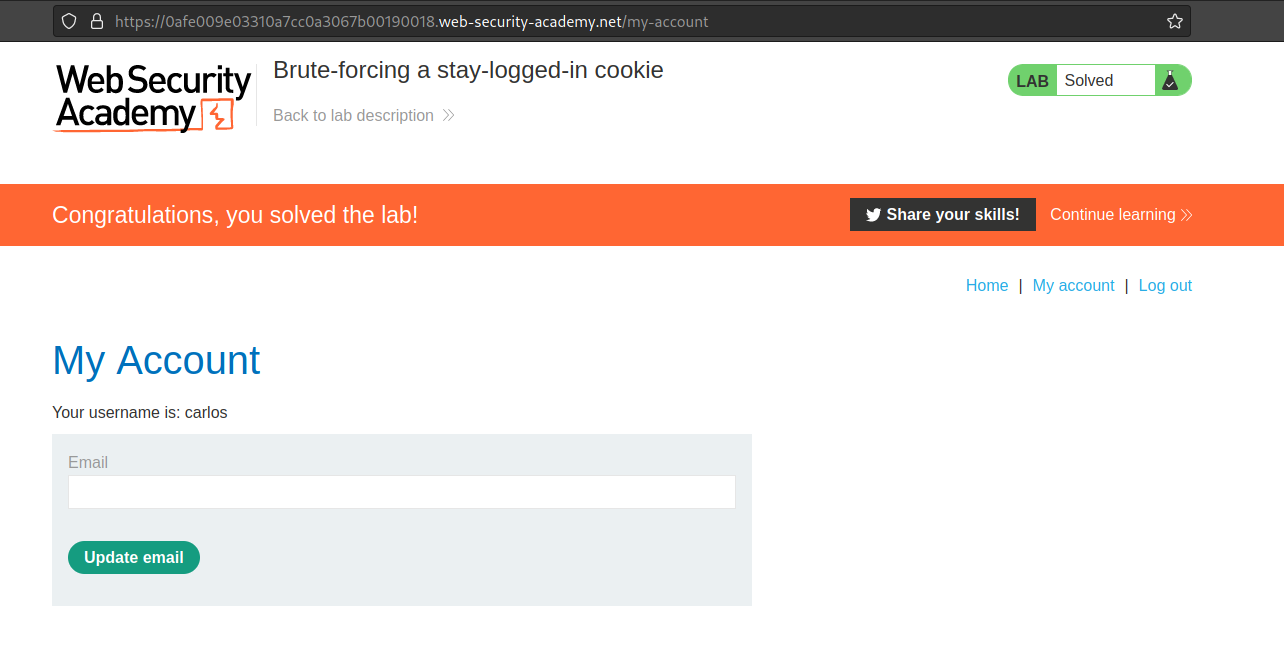 https://0afe009e03310a7cc0a3067b00190018.web-security-academy.net/my-account
Web Security
Academy
Brute-forcing a stay-logged-in cookie
Back to lab description
LAB Solved
Congratulations, you solved the lab!
Share your skills! Continue learning
Home | My account | Log out
My Account
Your username is: carlos
Email
Update email